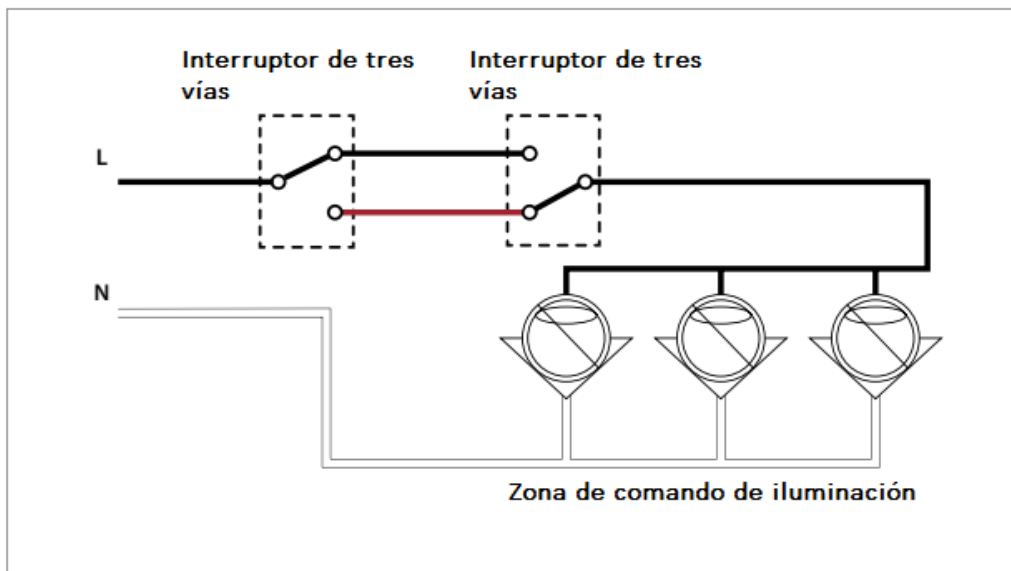 Interruptor de tres
vías
Interruptor de tres
vías
L
N
Zona de comando de iluminación